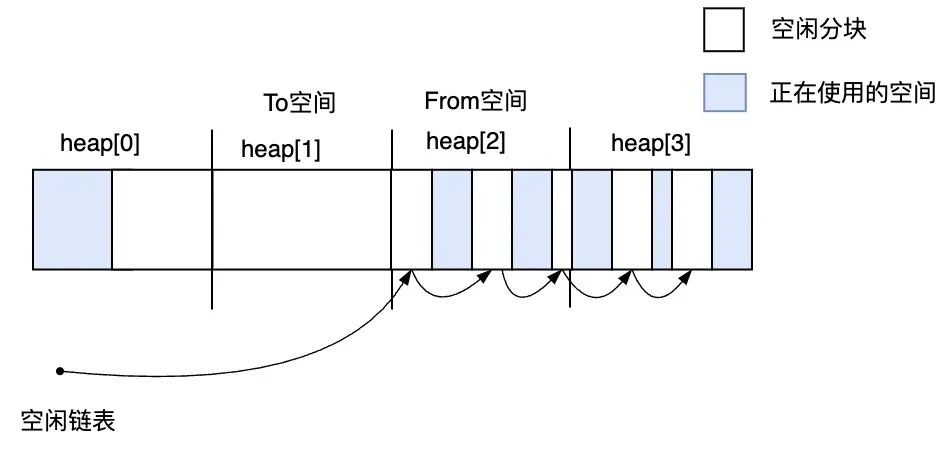 空闲分块
正在使用的空间
To空间
From空间
heap[0]
heap[1]
heap[2]
heap[3]
空闲链表